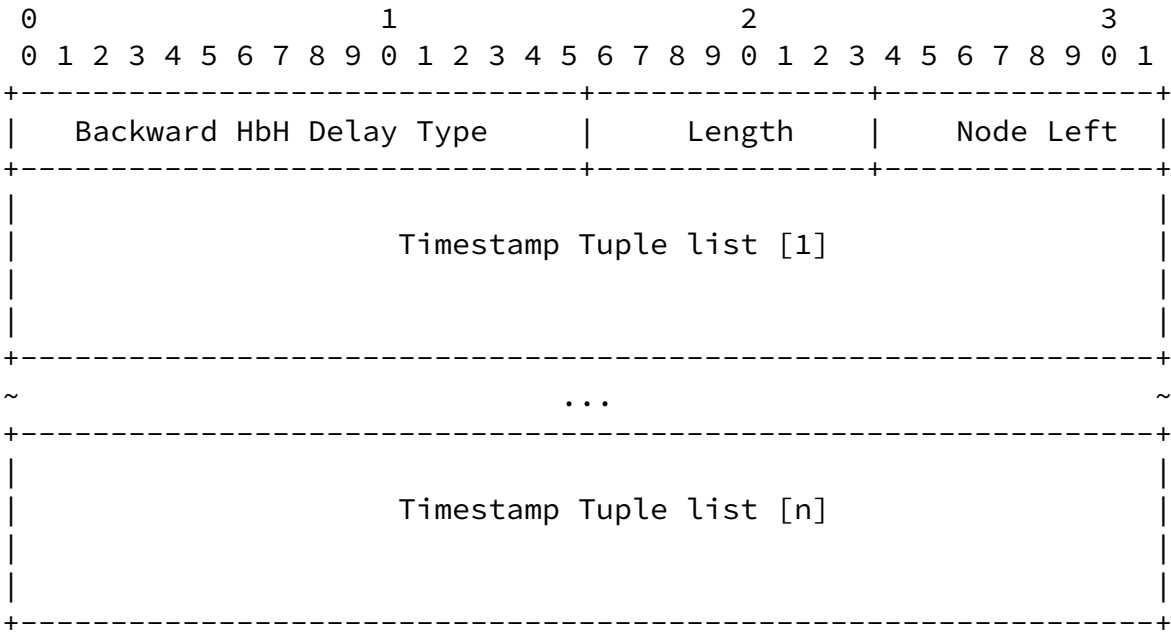 0                   1                   2                   3
0 1 2 3 4 5 6 7 8 9 0 1 2 3 4 5 6 7 8 9 0 1 2 3 4 5 6 7 8 9 0 1
+-------------------------------+---------------+---------------+
|   Backward HbH Delay Type     |     Length    |    Node Left  |
+-------------------------------+---------------+---------------+
|                                                               |
|                     Timestamp Tuple list [1]                  |
|                                                               |
|                                                               |
+---------------------------------------------------------------+
~                              ...                              ~
+---------------------------------------------------------------+
|                                                               |
|                     Timestamp Tuple list [n]                  |
|                                                               |
|                                                               |
+---------------------------------------------------------------+